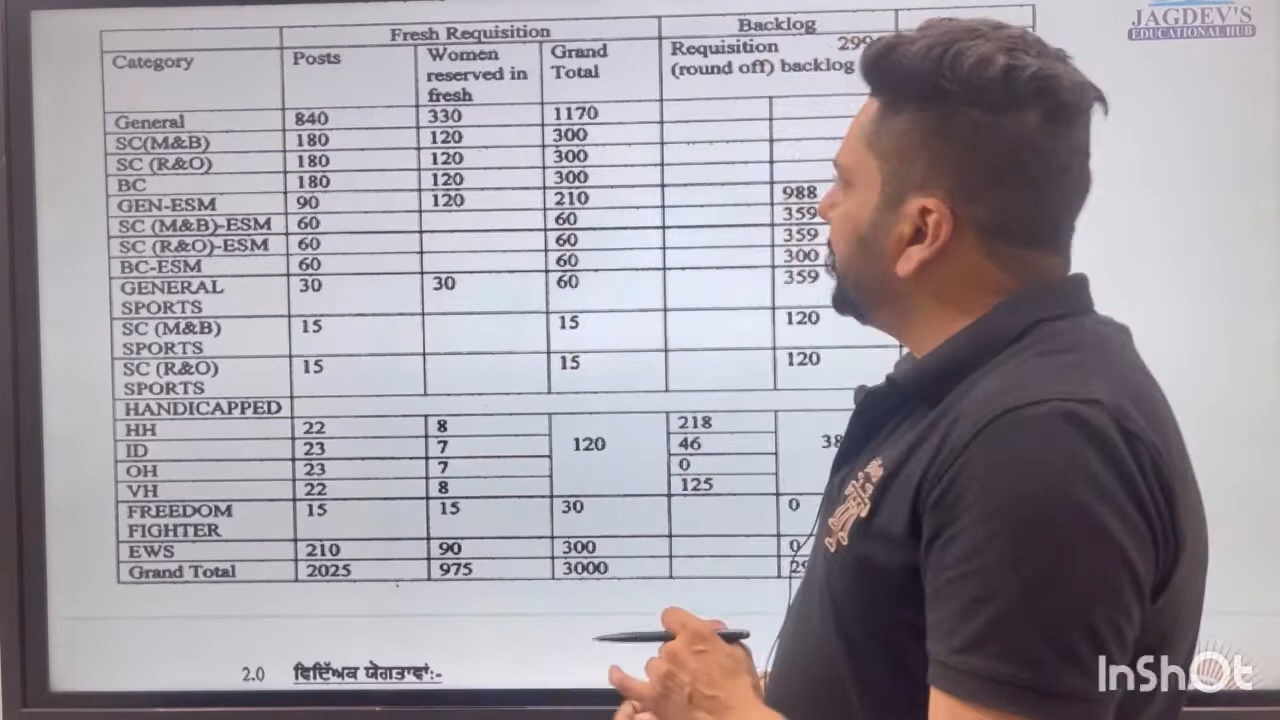 JAGDEV'S
EDUCATIONAL HUB
Fresh Requisition Backlog
Category Posts Women reserved in fresh Grand Total Requisition (round off) backlog
General 840 330 1170
SC(M&B) 180 120 300
SC (R&O) 180 120 300
BC 180 120 300
GEN-ESM 90 120 210 988
SC (M&B)-ESM 60 60 359
SC (R&O)-ESM 60 60 359
BC-ESM 60 60 300
GENERAL SPORTS 30 30 60 359
SC (M&B) SPORTS 15 15 120
SC (R&O) SPORTS 15 15 120
HANDICAPPED
HH 22 8 120 218
ID 23 7 46
OH 23 7 0
VH 22 8 125
FREEDOM FIGHTER 15 15 30 0
EWS 210 90 300 0
Grand Total 2025 975 3000
2.0 ਵਿਦਿੱਅਕ ਯੋਗਤਾਵਾਂ:-
InShOt